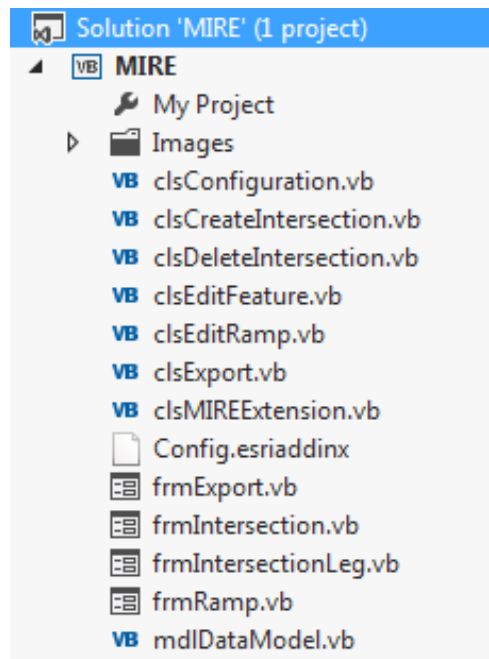 Solution 'MIRE' (1 project)
VB MIRE
My Project
Images
VB clsConfiguration.vb
VB clsCreateIntersection.vb
VB clsDeleteIntersection.vb
VB clsEditFeature.vb
VB clsEditRamp.vb
VB clsExport.vb
VB clsMIREExtension.vb
Config.esriaddinx
frmExport.vb
frmIntersection.vb
frmIntersectionLeg.vb
frmRamp.vb
VB mdlDataModel.vb